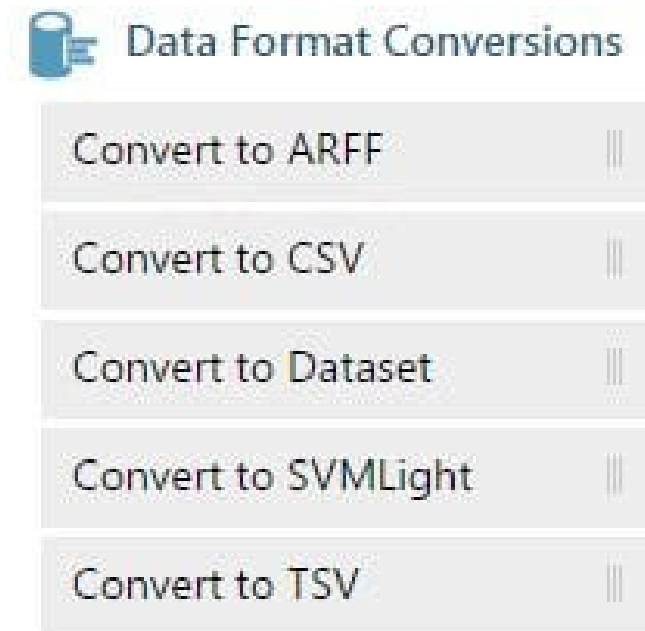 Data Format Conversions
Convert to ARFF
Convert to CSV
Convert to Dataset
Convert to SVMLight
Convert to TSV